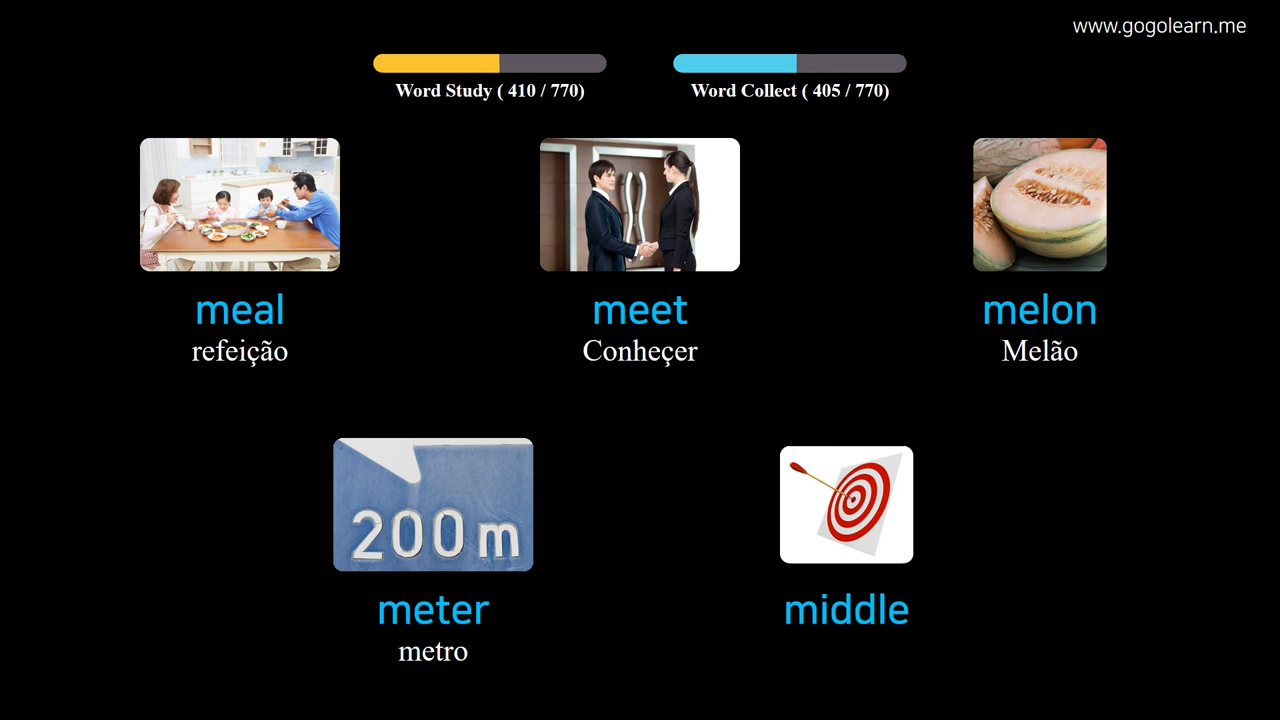 www.gogolearn.me
Word Study ( 410 / 770)
Word Collect ( 405 / 770)
meal
refeição
meet
Conheçer
melon
Melão
200 m
meter
metro
middle